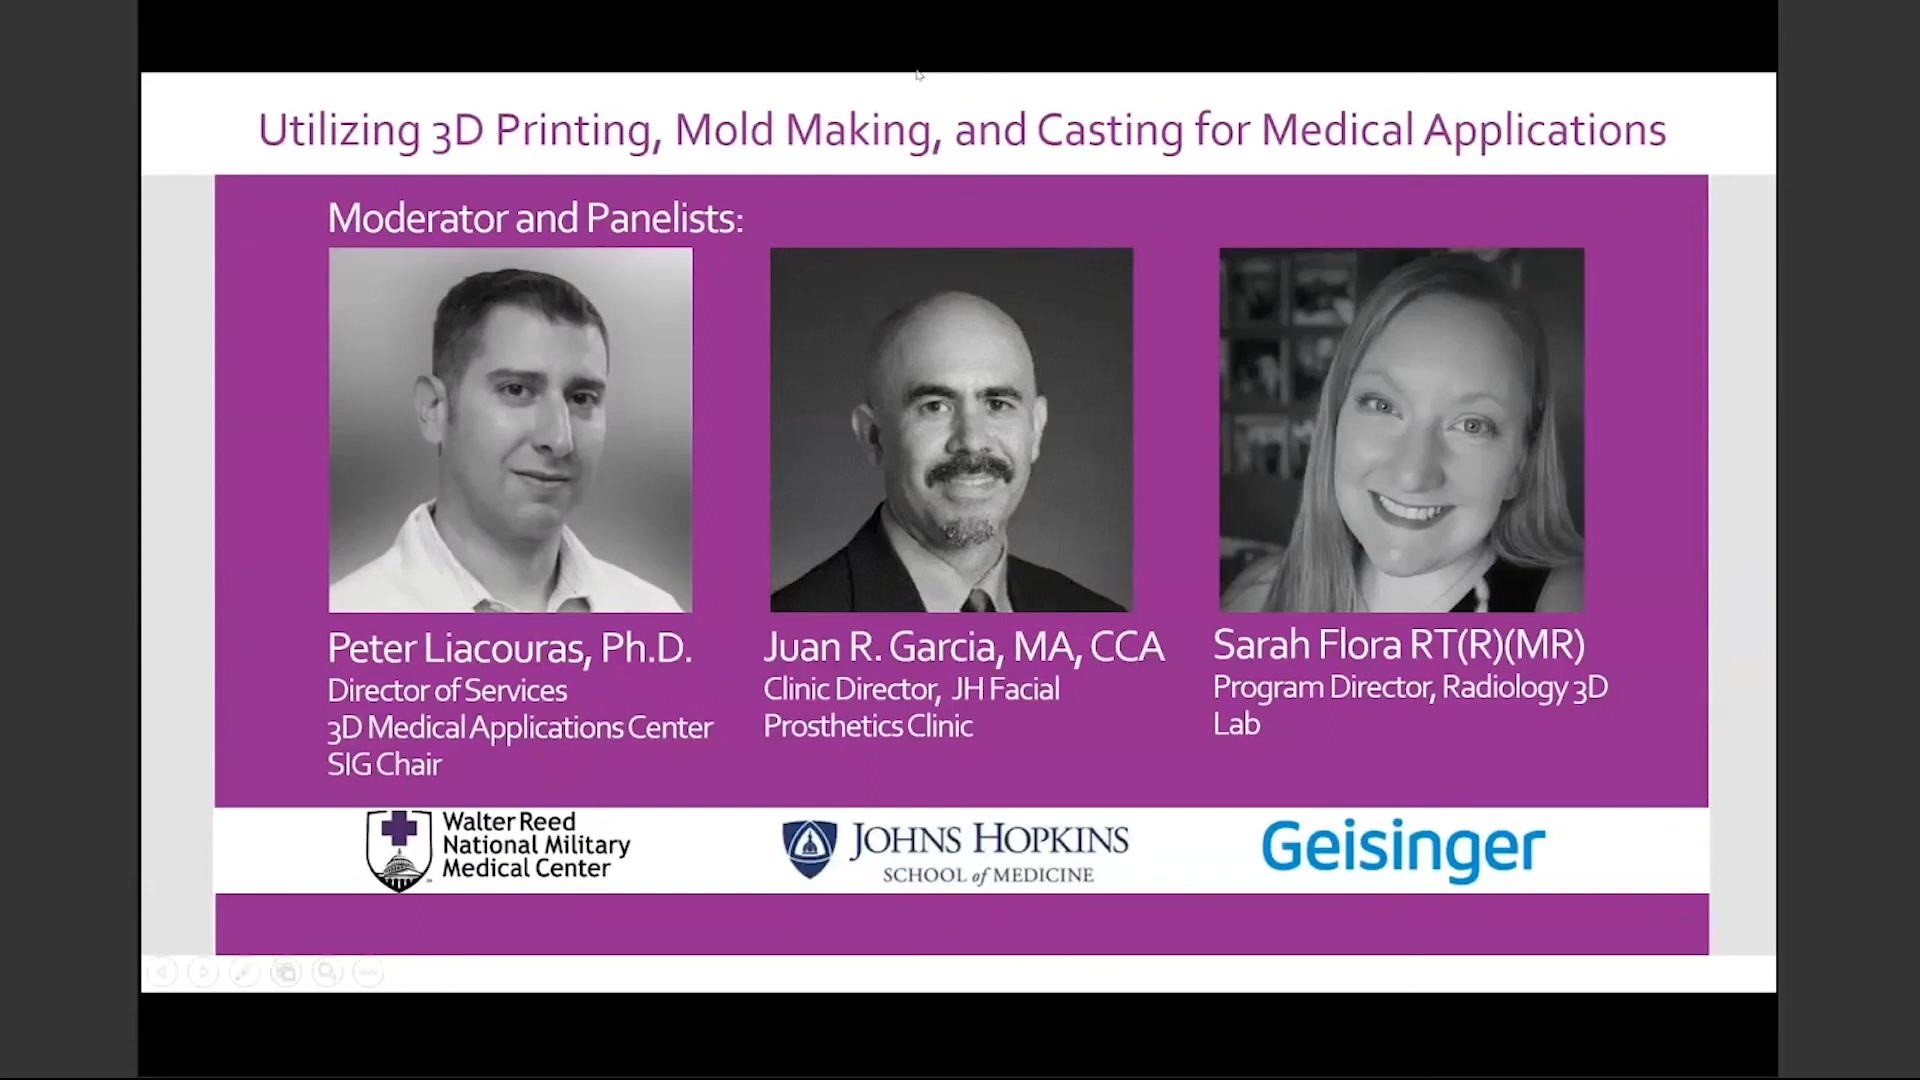 Utilizing 3D Printing, Mold Making, and Casting for Medical Applications
Moderator and Panelists:
Peter Liacouras, Ph.D.
Director of Services
3D Medical Applications Center
SIG Chair
Juan R. Garcia, MA, CCA
Clinic Director, JH Facial
Prosthetics Clinic
Sarah Flora RT(R)(MR)
Program Director, Radiology 3D
Lab
Walter Reed
National Military
Medical Center
JOHNS HOPKINS
SCHOOL of MEDICINE
Geisinger